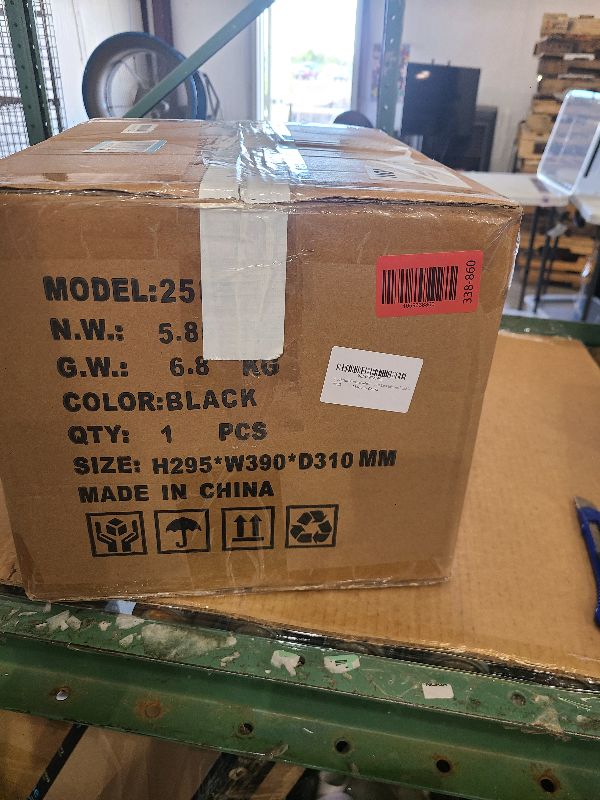 MODEL:25
N.W.: 5.8
G.W.: 6.8 KG
COLOR:BLACK
QTY: 1 PCS
SIZE: H295*W390*D310 MM
MADE IN CHINA
338-860